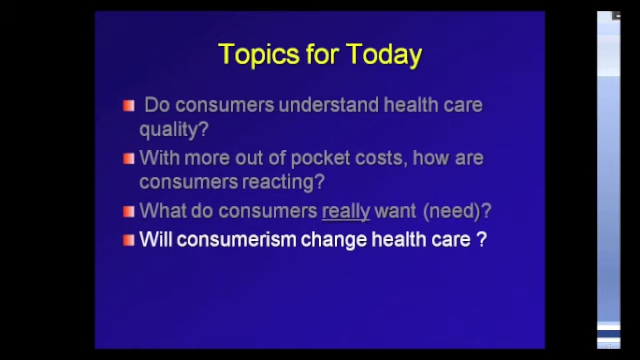 Topics for Today
Do consumers understand health care
quality?
With more out of pocket costs, how are
consumers reacting?
What do consumers really want (need)?
Will consumerism change health care ?